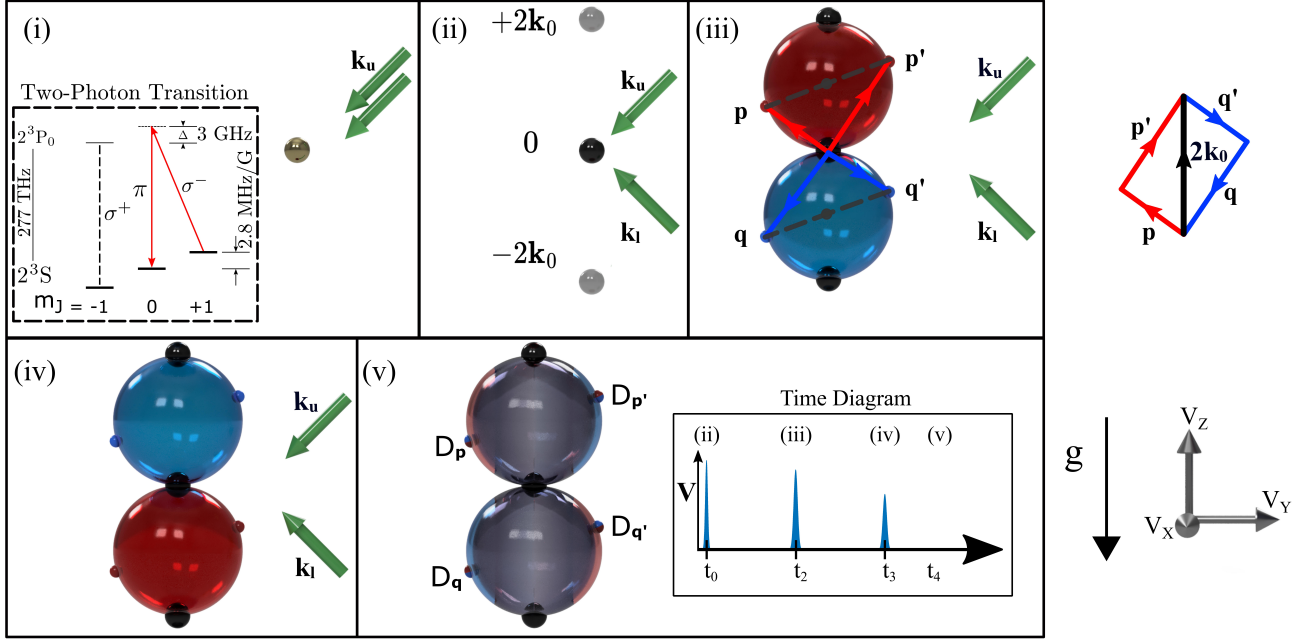 (i)
k_u
Two-Photon Transition
2³P₀
Δ 3 GHz
277 THz
σ⁺
π
σ⁻
2.8 MHz/G
2³S
m_J = -1 0 +1
(ii)
+2k₀
k_u
0
k_l
−2k₀
(iii)
p'
k_u
p
q'
q
k_l
q'
p'
2k₀
q
p
(iv)
k_u
k_l
(v)
D_p'
D_p
D_q'
D_q
Time Diagram
(ii) (iii) (iv) (v)
V
t₀ t₂ t₃ t₄
g
V_Z
V_Y
V_X